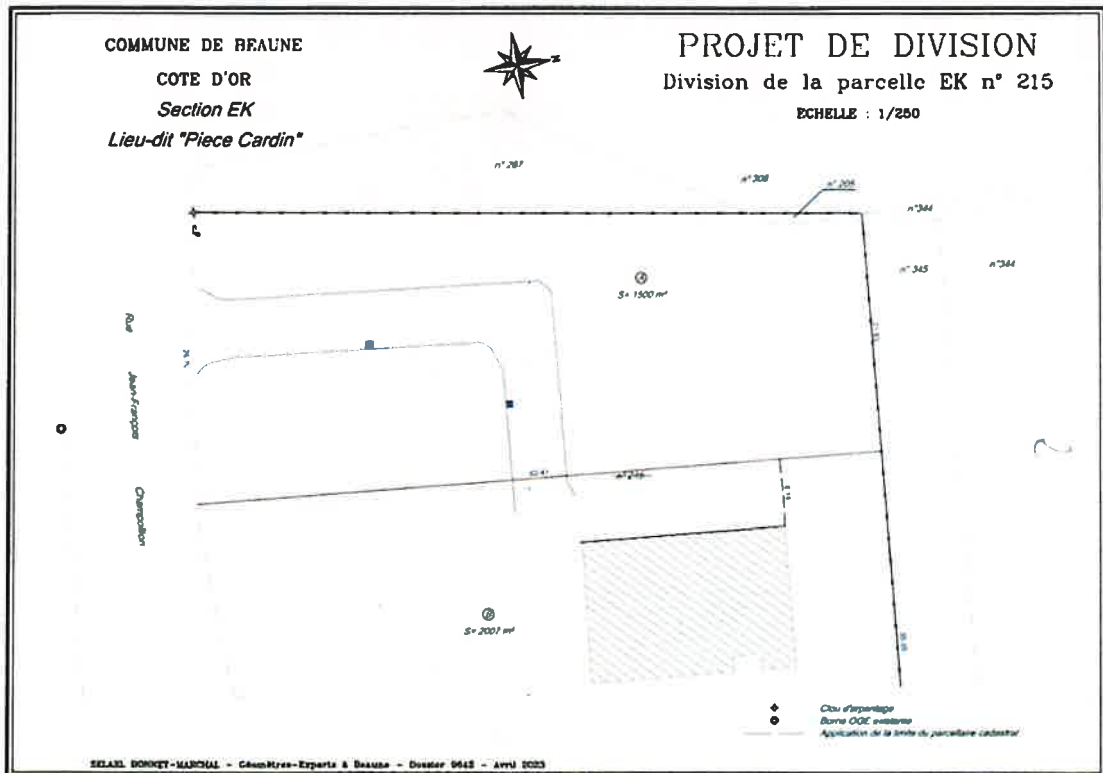 COMMUNE DE BEAUNE
COTE D'OR
Section EK
Lieu-dit "Piece Cardin"
PROJET DE DIVISION
Division de la parcelle EK n° 215
ECHELLE : 1/250
N
n° 287
n° 308
n° 205
n°344
n° 345
n°344
A
S= 1500 m²
Rue
Jean-François
Champollion
n°215
B
S= 2007 m²
Clou d'arpentage
Borne OGE existante
Application de la limite du parcellaire cadastral
SELARL BONNET-MARCHAL - Géomètres-Experts à Beaune - Dossier 9642 - Avril 2023